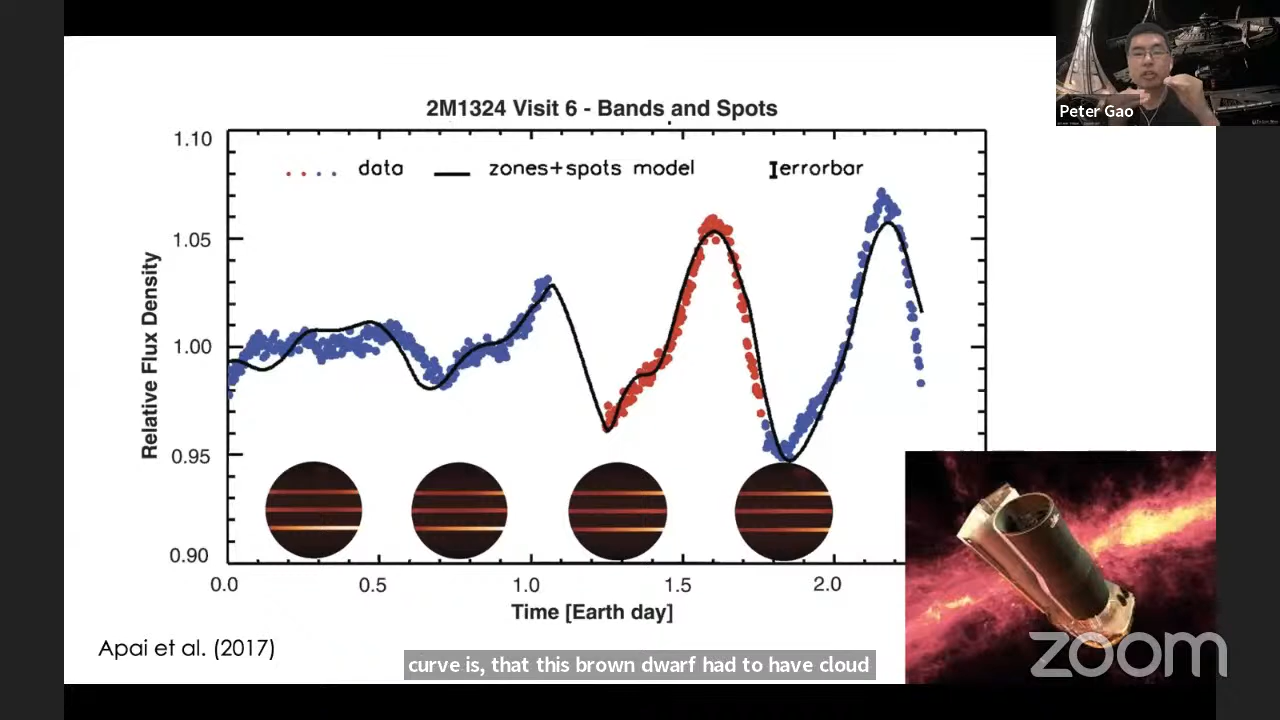 Peter Gao
2M1324 Visit 6 - Bands and Spots
data
zones+spots model
errorbar
1.10
1.05
1.00
0.95
0.90
Relative Flux Density
0.0 0.5 1.0 1.5 2.0
Time [Earth day]
Apai et al. (2017)
curve is, that this brown dwarf had to have cloud
zoom